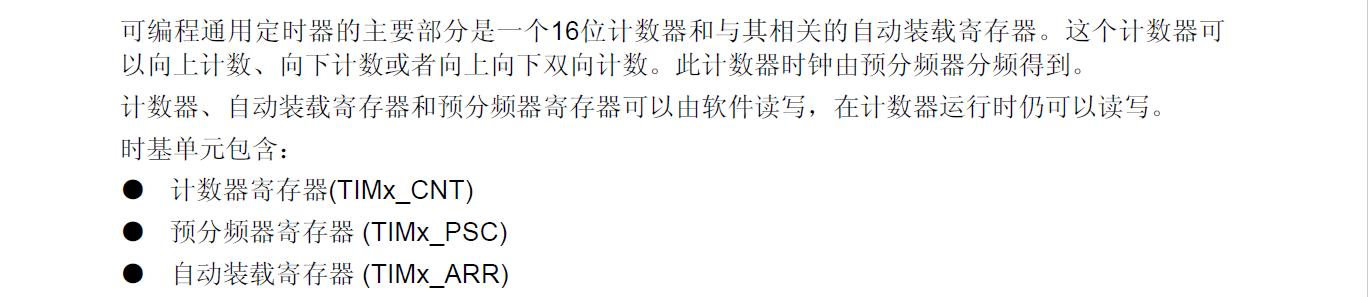 可编程通用定时器的主要部分是一个16位计数器和与其相关的自动装载寄存器。这个计数器可
以向上计数、向下计数或者向上向下双向计数。此计数器时钟由预分频器分频得到。
计数器、自动装载寄存器和预分频器寄存器可以由软件读写，在计数器运行时仍可以读写。
时基单元包含：
● 计数器寄存器(TIMx_CNT)
● 预分频器寄存器 (TIMx_PSC)
● 自动装载寄存器 (TIMx_ARR)